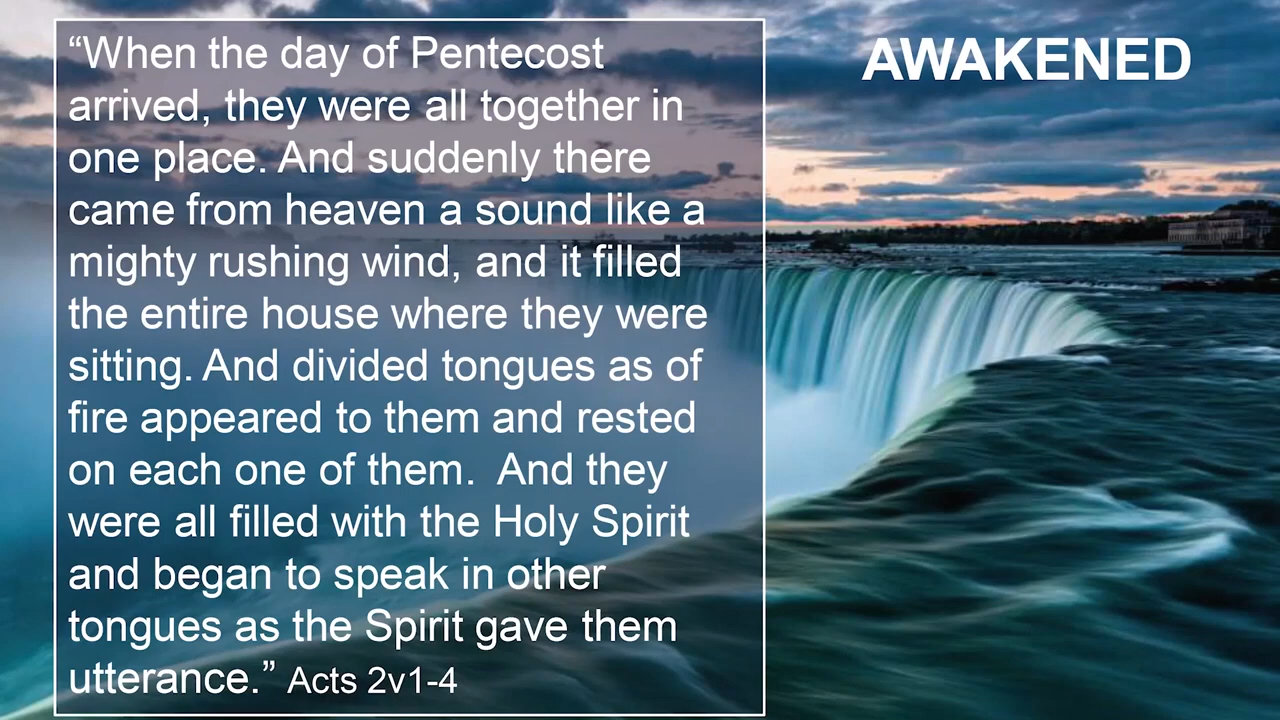 “When the day of Pentecost
arrived, they were all together in
one place. And suddenly there
came from heaven a sound like a
mighty rushing wind, and it filled
the entire house where they were
sitting. And divided tongues as of
fire appeared to them and rested
on each one of them.  And they
were all filled with the Holy Spirit
and began to speak in other
tongues as the Spirit gave them
utterance.” Acts 2v1-4
AWAKENED